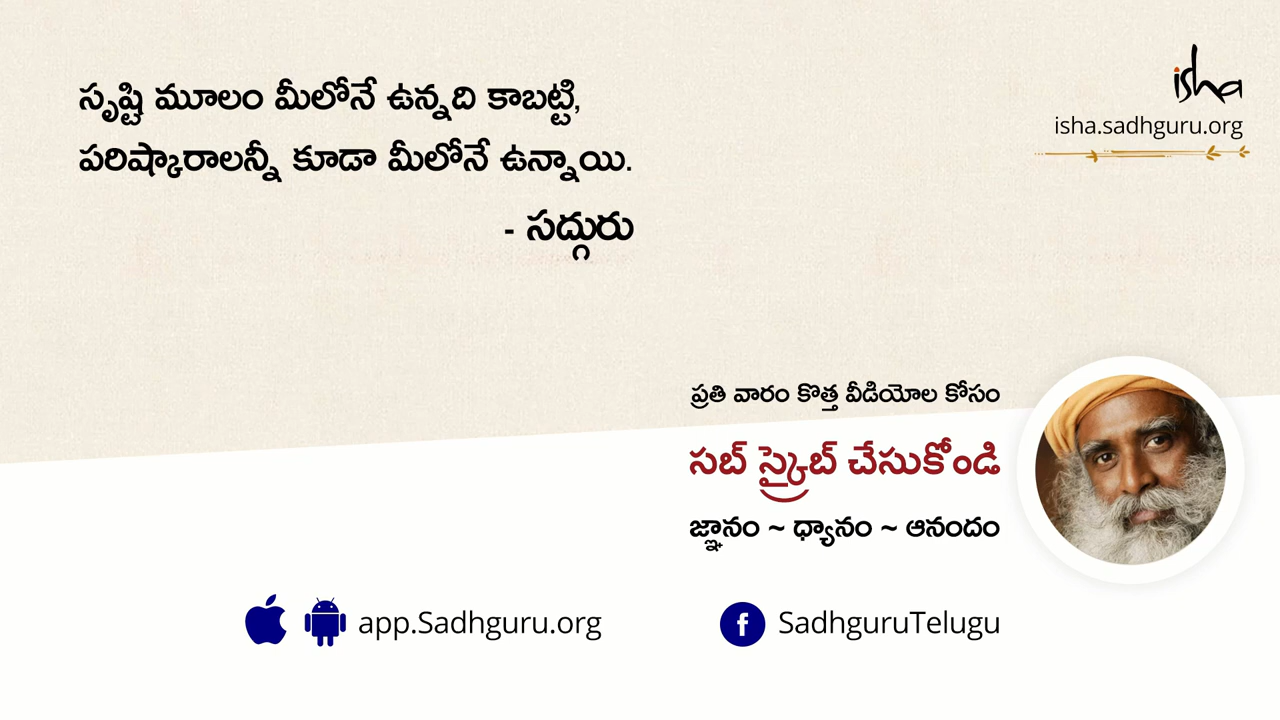 సృష్టి మూలం మీలోనే ఉన్నది కాబట్టి,
పరిష్కారాలన్నీ కూడా మీలోనే ఉన్నాయి.
- సద్గురు
isha
isha.sadhguru.org
ప్రతి వారం కొత్త వీడియోల కోసం
సబ్ స్క్రైబ్ చేసుకోండి
జ్ఞానం ~ ధ్యానం ~ ఆనందం
app.Sadhguru.org
SadhguruTelugu